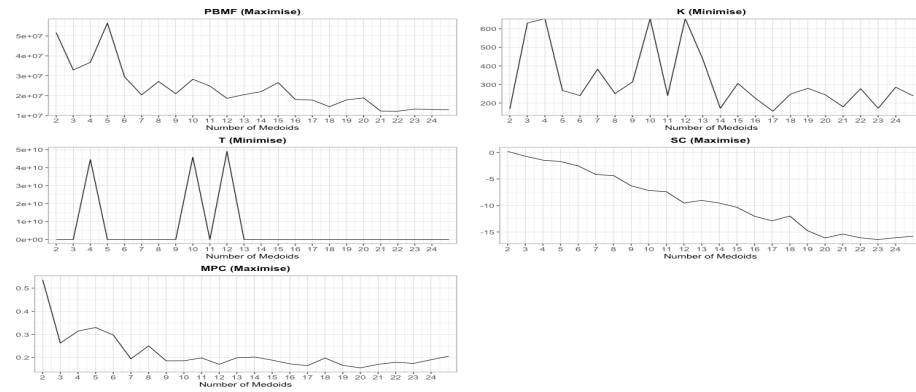 PBMF (Maximise)
5e+07
4e+07
3e+07
2e+07
1e+07
2 3 4 5 6 7 8 9 10 11 12 13 14 15 16 17 18 19 20 21 22 23 24
Number of Medoids
K (Minimise)
600
500
400
300
200
2 3 4 5 6 7 8 9 10 11 12 13 14 15 16 17 18 19 20 21 22 23 24
Number of Medoids
T (Minimise)
5e+10
4e+10
3e+10
2e+10
1e+10
0e+00
2 3 4 5 6 7 8 9 10 11 12 13 14 15 16 17 18 19 20 21 22 23 24
Number of Medoids
SC (Maximise)
0
-5
-10
-15
2 3 4 5 6 7 8 9 10 11 12 13 14 15 16 17 18 19 20 21 22 23 24
Number of Medoids
MPC (Maximise)
0.5
0.4
0.3
0.2
2 3 4 5 6 7 8 9 10 11 12 13 14 15 16 17 18 19 20 21 22 23 24
Number of Medoids